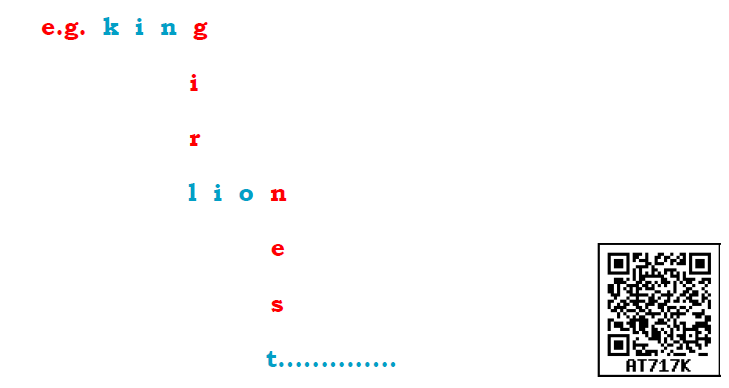 e.g. k i n g
i
r
l i o n
e
s
t..............
AT717K